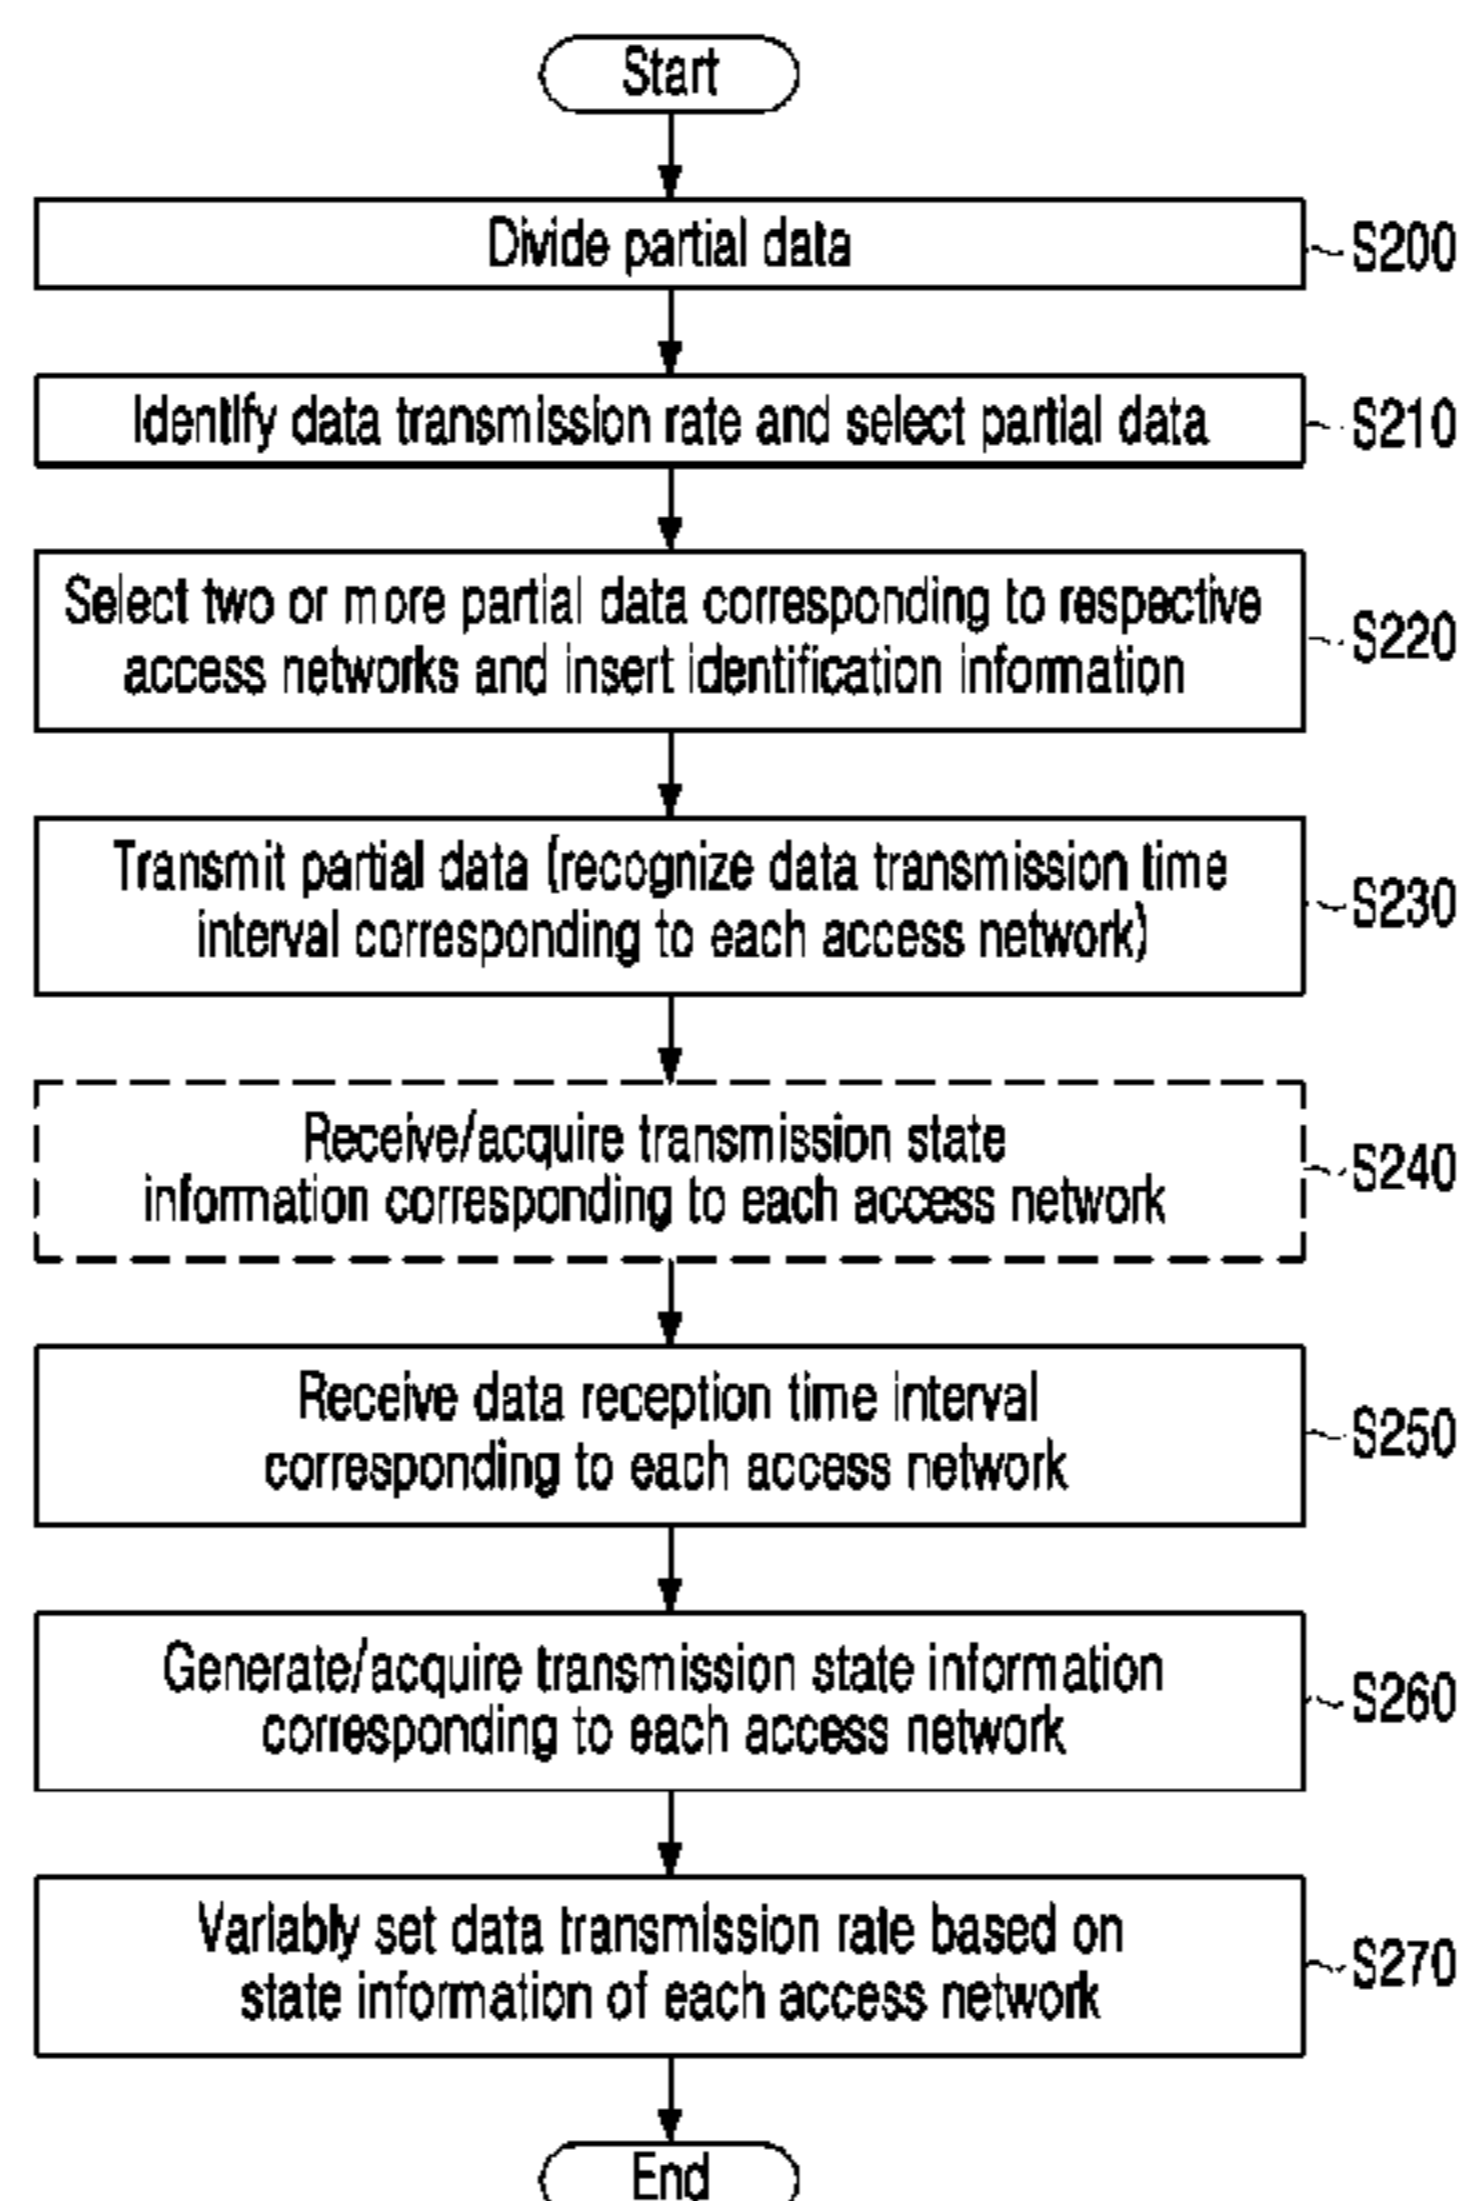 Start
Divide partial data
S200
Identify data transmission rate and select partial data
S210
Select two or more partial data corresponding to respective
access networks and insert identification information
S220
Transmit partial data (recognize data transmission time
interval corresponding to each access network)
S230
Receive/acquire transmission state
information corresponding to each access network
S240
Receive data reception time interval
corresponding to each access network
S250
Generate/acquire transmission state information
corresponding to each access network
S260
Variably set data transmission rate based on
state information of each access network
S270
End